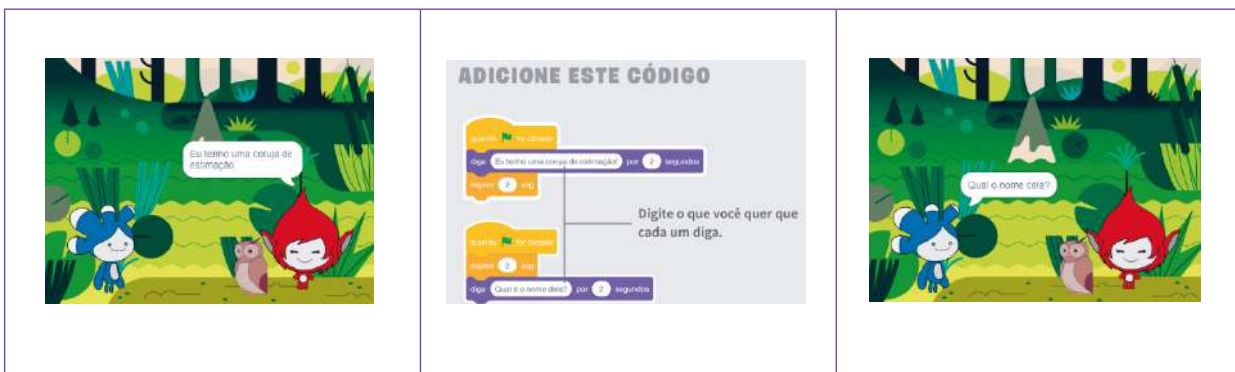 Eu tenho uma coruja de
estimação
ADICIONE ESTE CÓDIGO
quando for clicado
diga Eu tenho uma coruja de estimação! por 2 segundos
espere 2 seg
Digite o que você quer que
cada um diga.
quando for clicado
espere 2 seg
diga Qual é o nome dela? por 2 segundos
Qual o nome dela?